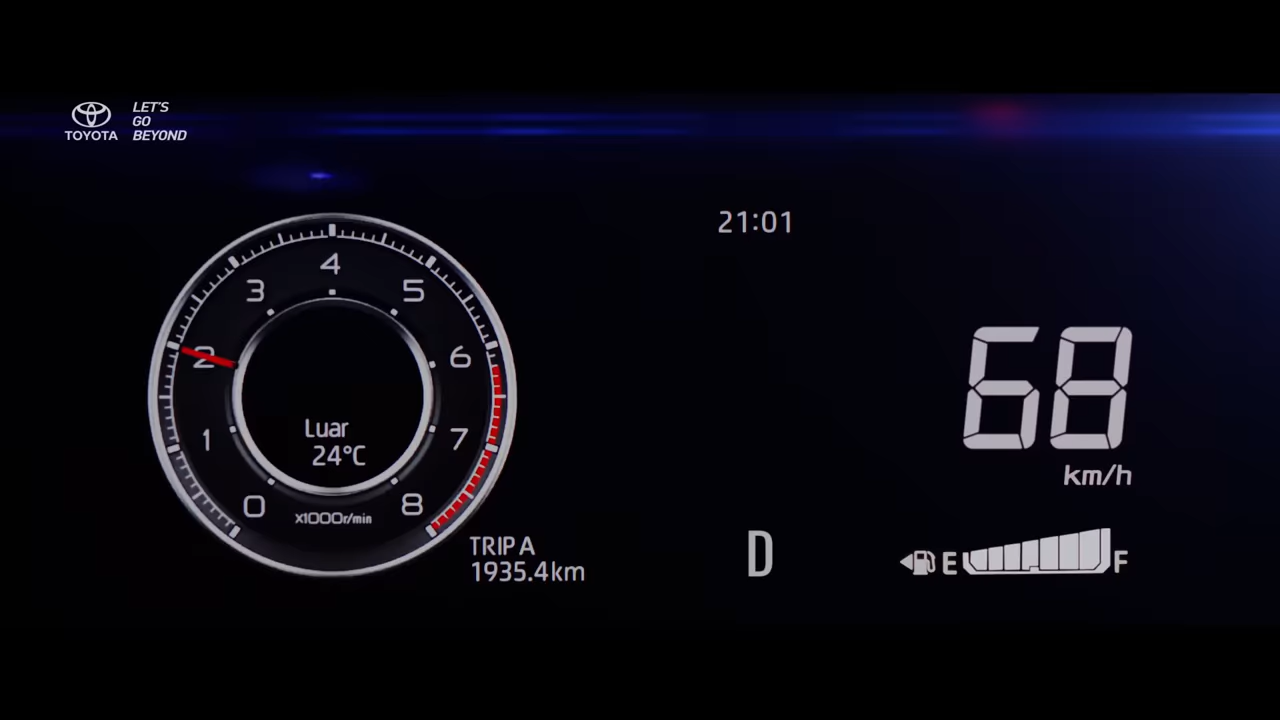 TOYOTA
LET'S
GO
BEYOND
21:01
4
3
5
2
6
1
7
0
8
x1000r/min
Luar
24°C
TRIP A
1935.4km
68
km/h
D
E
F